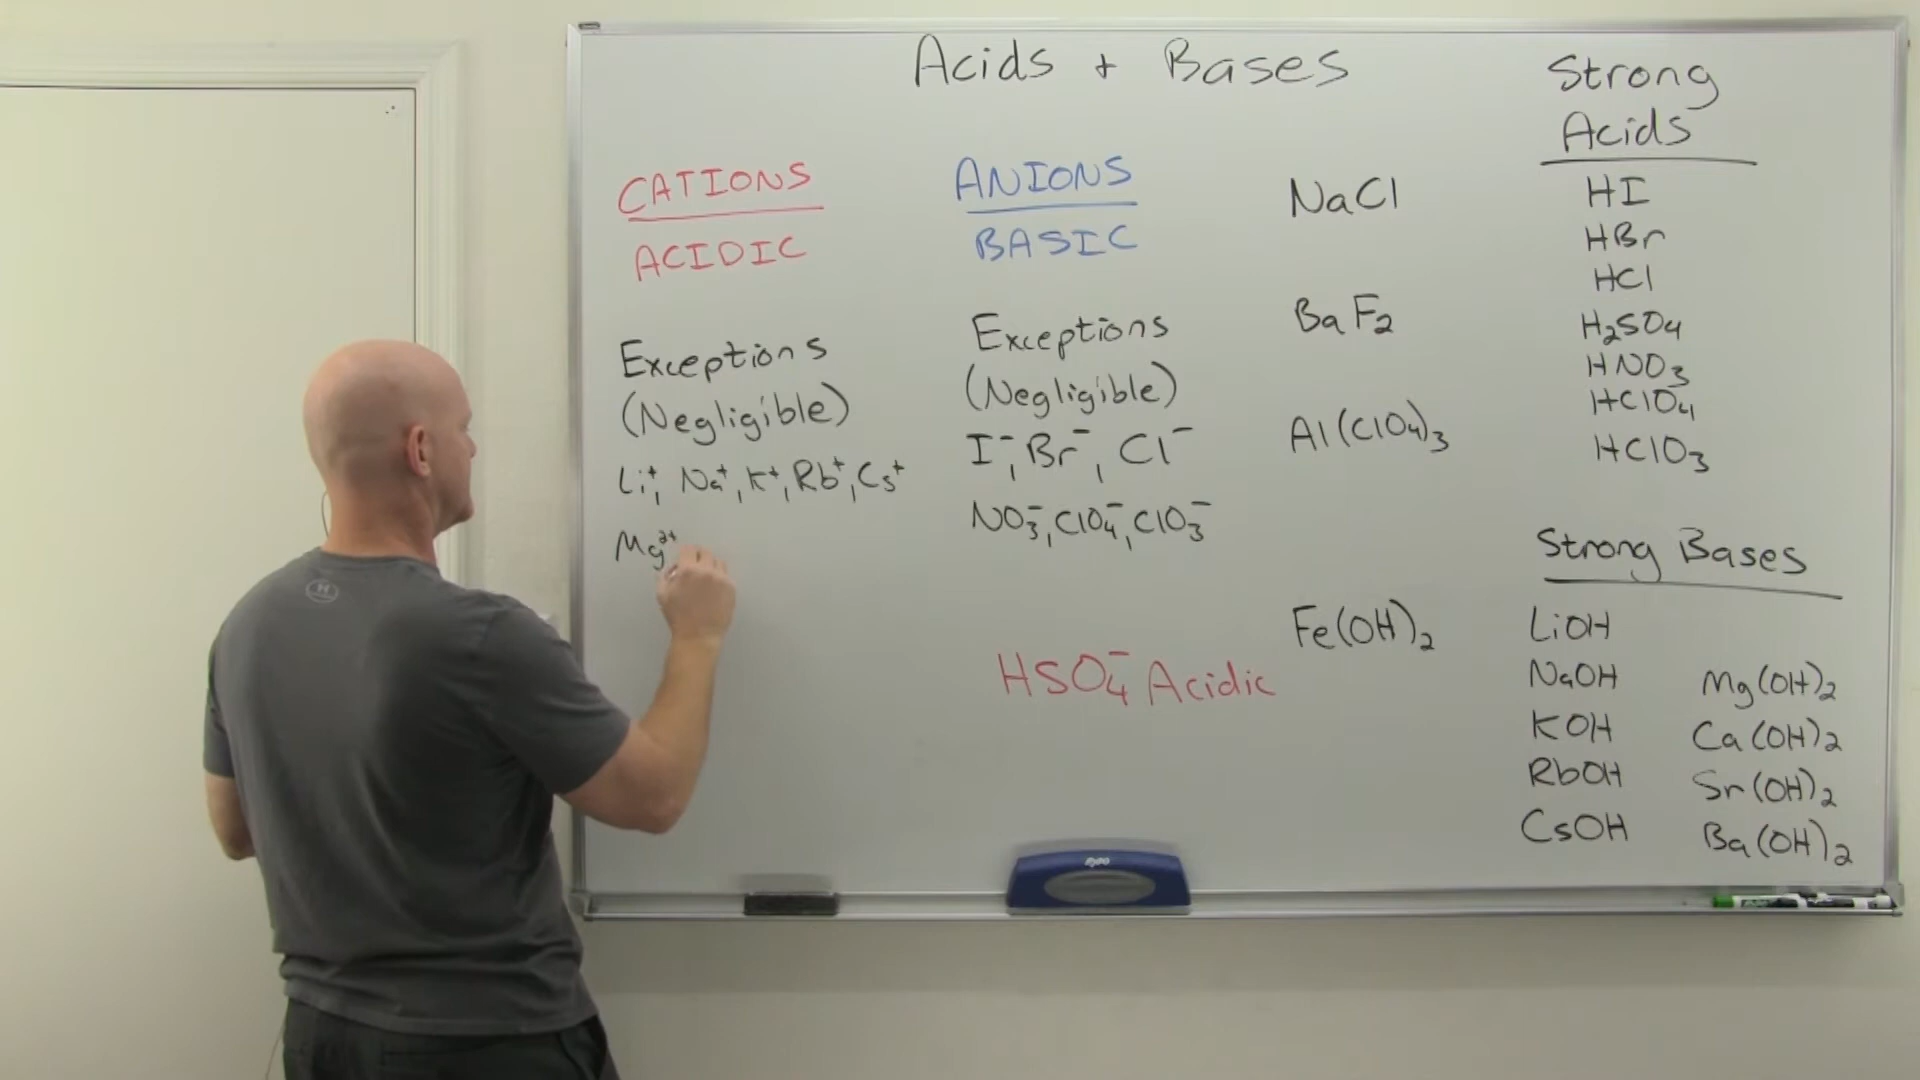 Acids + Bases
CATIONS
ACIDIC
Exceptions
(Negligible)
Li⁺, Na⁺, K⁺, Rb⁺, Cs⁺
Mg²⁺
ANIONS
BASIC
Exceptions
(Negligible)
I⁻, Br⁻, Cl⁻
NO₃⁻, ClO₄⁻, ClO₃⁻
HSO₄⁻ Acidic
NaCl
BaF₂
Al(ClO₄)₃
Fe(OH)₂
Strong
Acids
HI
HBr
HCl
H₂SO₄
HNO₃
HClO₄
HClO₃
Strong Bases
LiOH
NaOH
KOH
RbOH
CsOH
Mg(OH)₂
Ca(OH)₂
Sr(OH)₂
Ba(OH)₂
expo